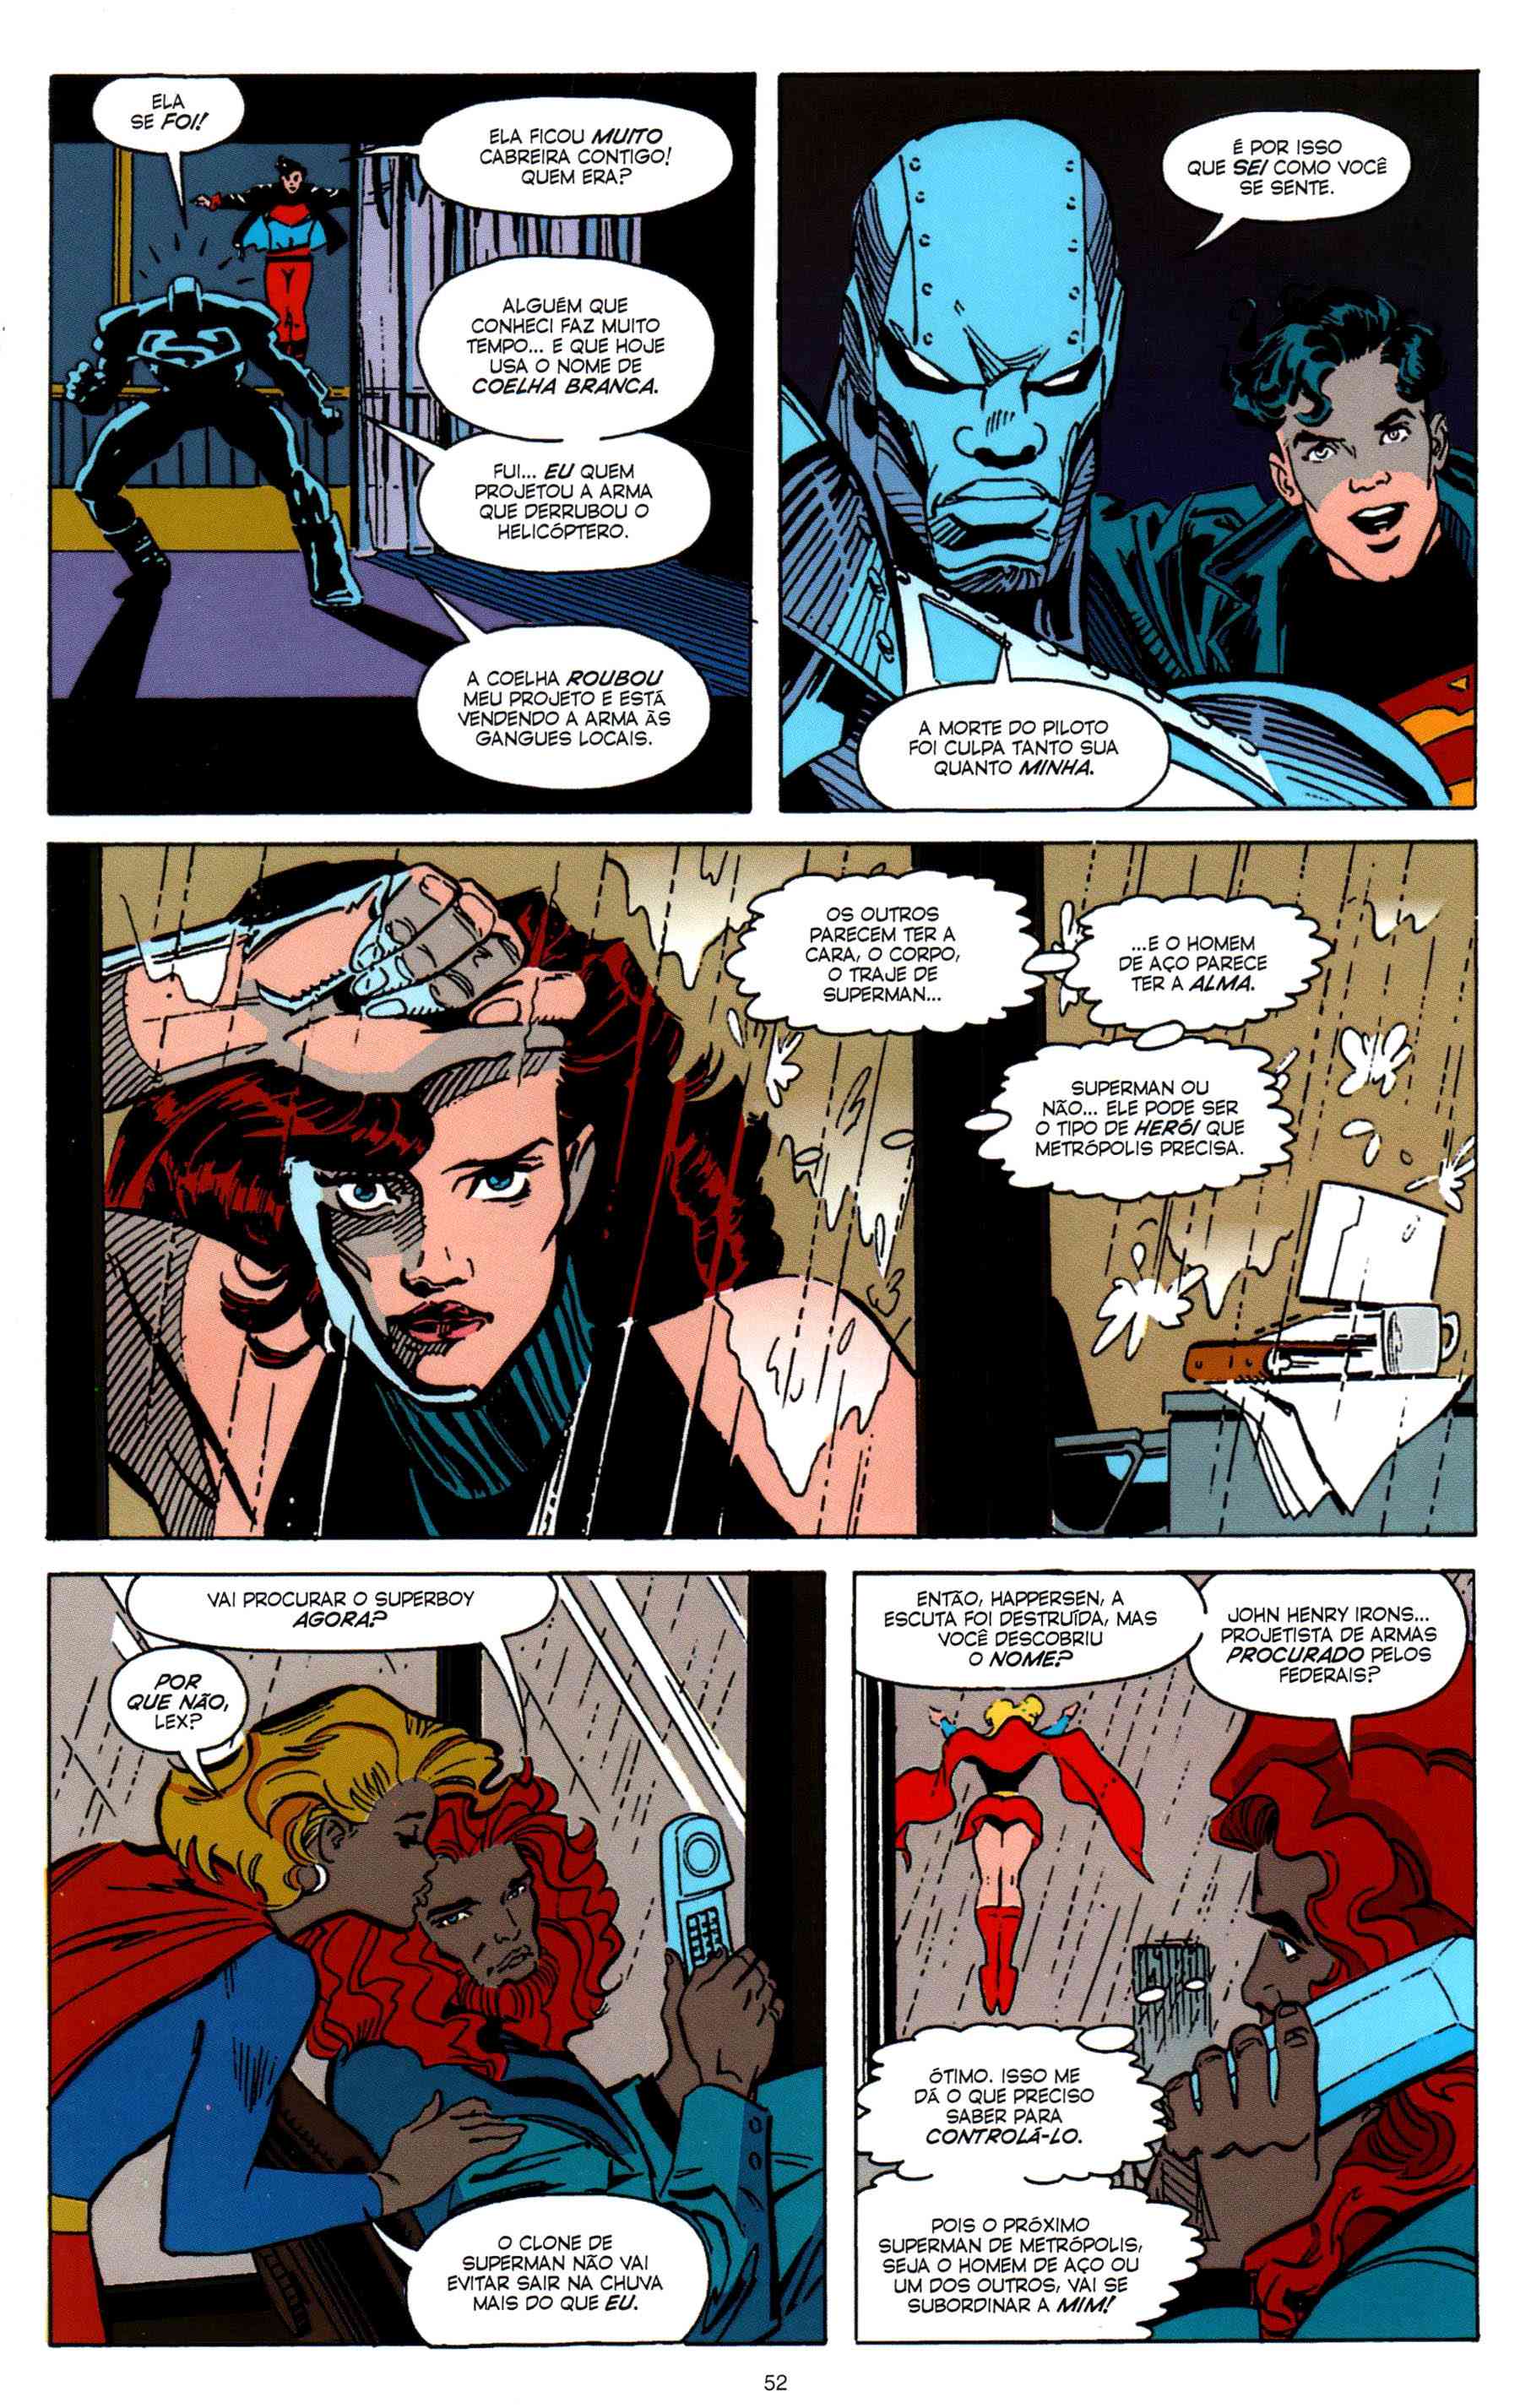 ELA
SE FOI!
ELA FICOU MUITO
CABREIRA CONTIGO!
QUEM ERA?
ALGUÉM QUE
CONHECI FAZ MUITO
TEMPO... E QUE HOJE
USA O NOME DE
COELHA BRANCA.
FUI... EU QUEM
PROJETOU A ARMA
QUE DERRUBOU O
HELICÓPTERO.
A COELHA ROUBOU
MEU PROJETO E ESTÁ
VENDENDO A ARMA ÀS
GANGUES LOCAIS.
É POR ISSO
QUE SEI COMO VOCÊ
SE SENTE.
A MORTE DO PILOTO
FOI CULPA TANTO SUA
QUANTO MINHA.
OS OUTROS
PARECEM TER A
CARA, O CORPO,
O TRAJE DE
SUPERMAN...
...E O HOMEM
DE AÇO PARECE
TER A ALMA.
SUPERMAN OU
NÃO... ELE PODE SER
O TIPO DE HERÓI QUE
METRÓPOLIS PRECISA.
VAI PROCURAR O SUPERBOY
AGORA?
POR
QUE NÃO,
LEX?
O CLONE DE
SUPERMAN NÃO VAI
EVITAR SAIR NA CHUVA
MAIS DO QUE EU.
ENTÃO, HAPPERSEN, A
ESCUTA FOI DESTRUÍDA, MAS
VOCÊ DESCOBRIU
O NOME?
JOHN HENRY IRONS...
PROJETISTA DE ARMAS
PROCURADO PELOS
FEDERAIS?
ÓTIMO. ISSO ME
DÁ O QUE PRECISO
SABER PARA
CONTROLÁ-LO.
POIS O PRÓXIMO
SUPERMAN DE METRÓPOLIS,
SEJA O HOMEM DE AÇO OU
UM DOS OUTROS, VAI SE
SUBORDINAR A MIM!
52